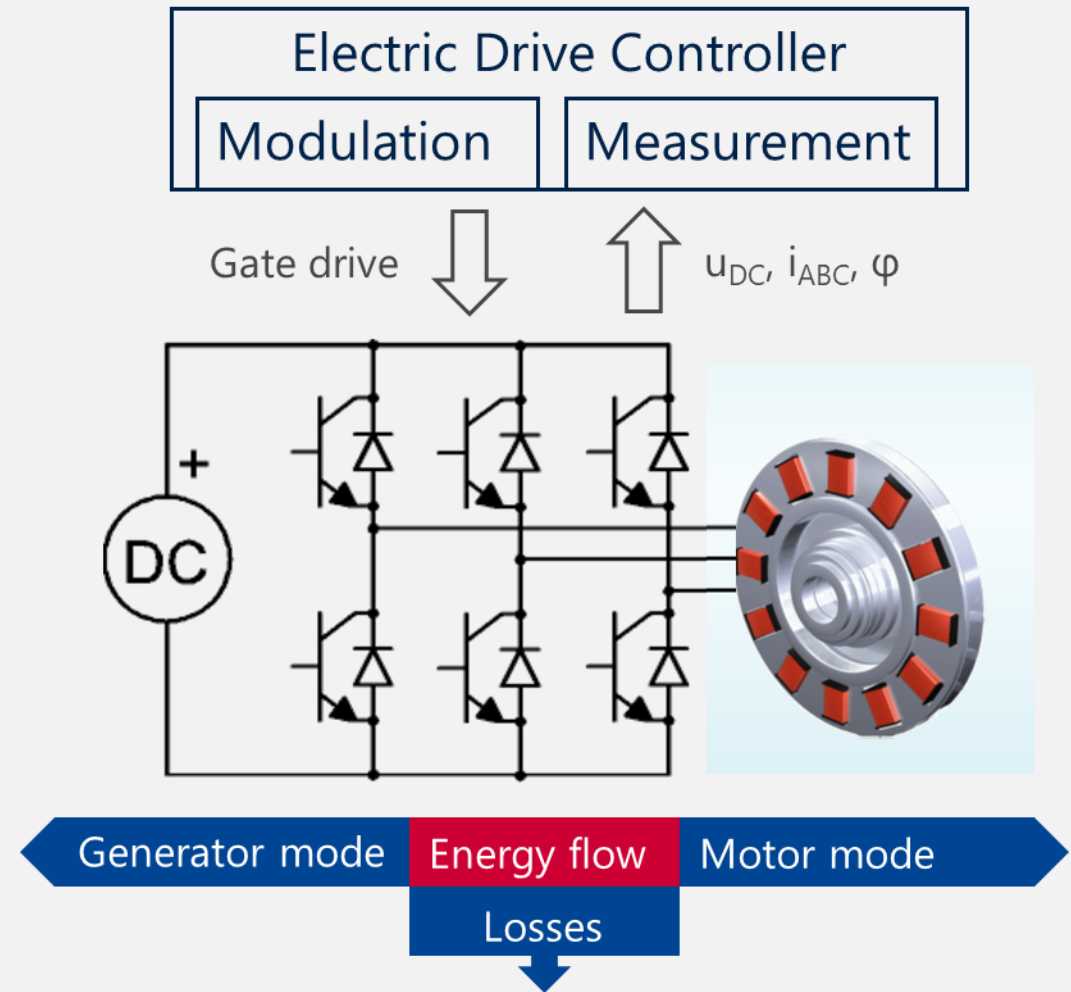 Electric Drive Controller
Modulation Measurement
Gate drive
u_DC, i_ABC, φ
+
DC
Generator mode Energy flow Motor mode
Losses